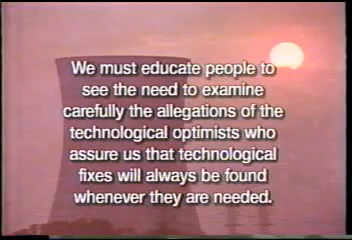 We must educate people to
see the need to examine
carefully the allegations of the
technological optimists who
assure us that technological
fixes will always be found
whenever they are needed.